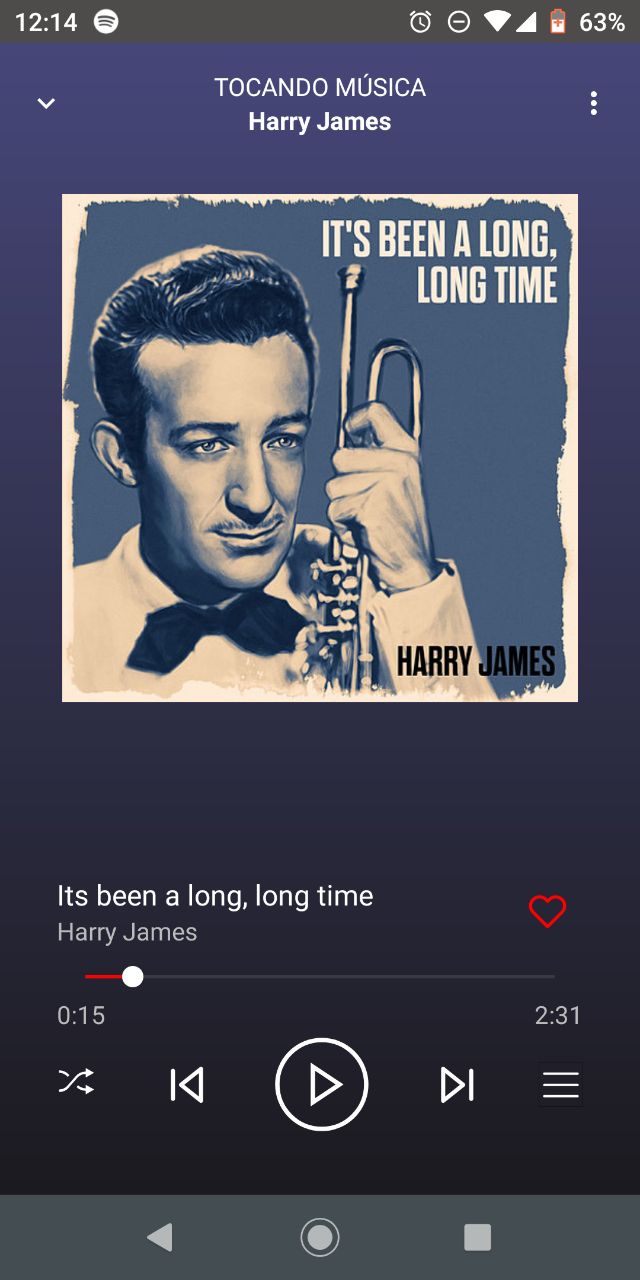 12:14 63%
TOCANDO MÚSICA
Harry James
IT'S BEEN A LONG,
LONG TIME
HARRY JAMES
Its been a long, long time
Harry James
0:15 2:31